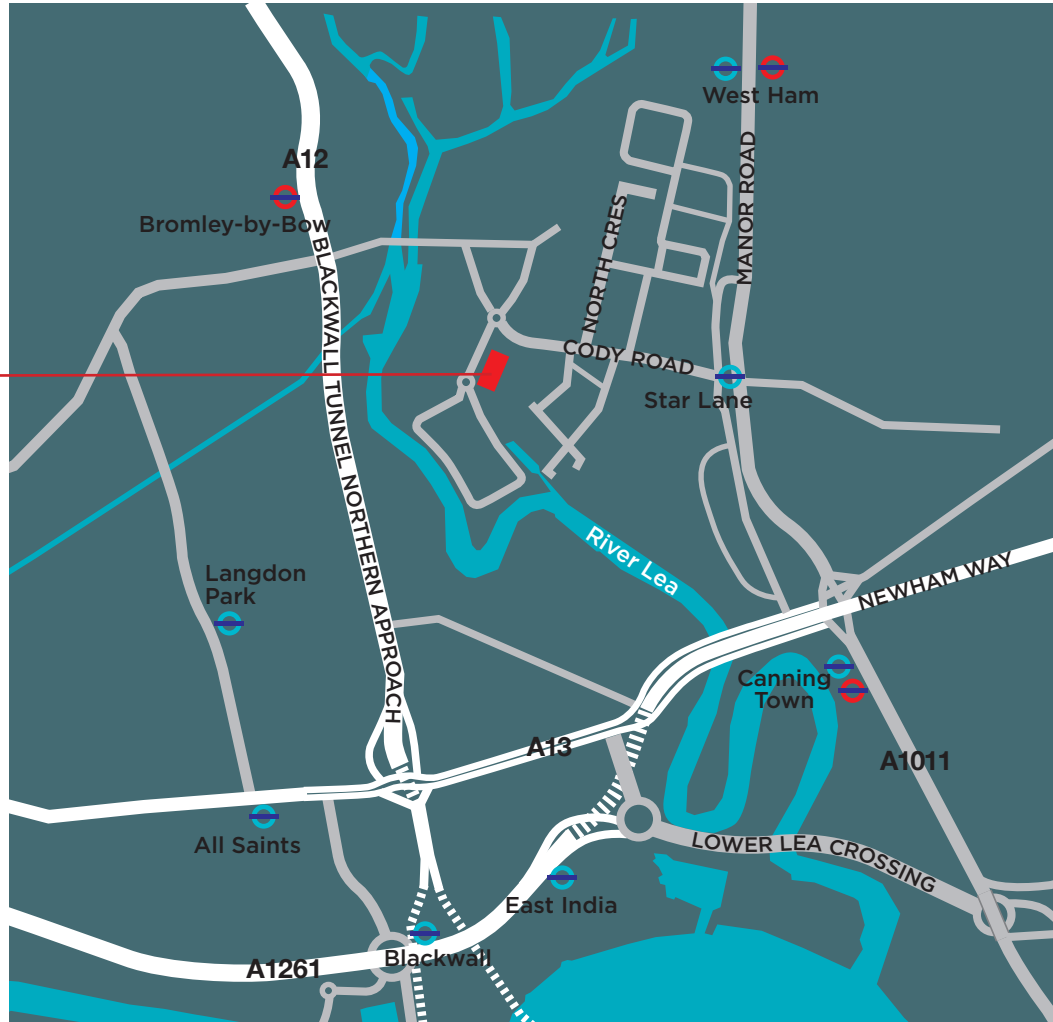 West Ham
A12
MANOR ROAD
Bromley-by-Bow
NORTH CRES
BLACKWALL TUNNEL NORTHERN APPROACH
CODY ROAD
Star Lane
River Lea
Langdon
Park
NEWHAM WAY
Canning
Town
A13
A1011
All Saints
LOWER LEA CROSSING
East India
Blackwall
A1261